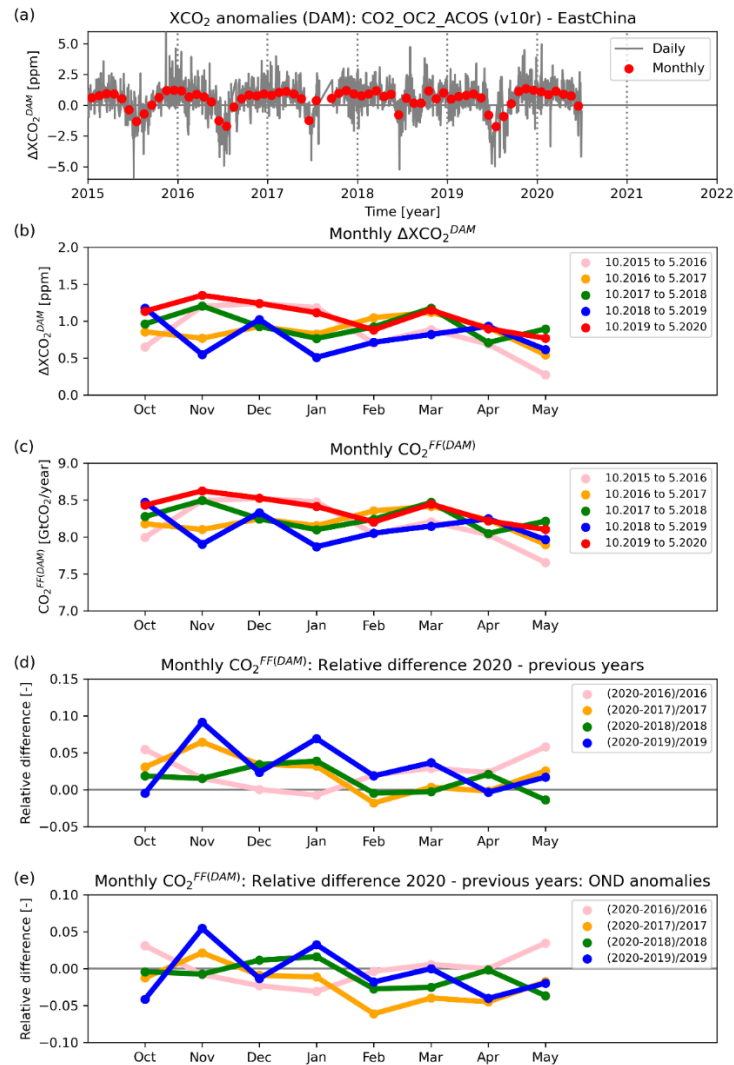 (a)
XCO₂ anomalies (DAM): CO2_OC2_ACOS (v10r) - EastChina
ΔXCO₂ᴰᴬᴹ [ppm]
5.0
2.5
0.0
−2.5
−5.0
Daily
Monthly
2015 2016 2017 2018 2019 2020 2021 2022
Time [year]
(b)
Monthly ΔXCO₂ᴰᴬᴹ
ΔXCO₂ᴰᴬᴹ [ppm]
2.0
1.5
1.0
0.5
0.0
10.2015 to 5.2016
10.2016 to 5.2017
10.2017 to 5.2018
10.2018 to 5.2019
10.2019 to 5.2020
Oct Nov Dec Jan Feb Mar Apr May
(c)
Monthly CO₂^FF(DAM)
CO₂^FF(DAM) [GtCO₂/year]
9.0
8.5
8.0
7.5
7.0
10.2015 to 5.2016
10.2016 to 5.2017
10.2017 to 5.2018
10.2018 to 5.2019
10.2019 to 5.2020
Oct Nov Dec Jan Feb Mar Apr May
(d)
Monthly CO₂^FF(DAM): Relative difference 2020 - previous years
Relative difference [-]
0.15
0.10
0.05
0.00
−0.05
(2020-2016)/2016
(2020-2017)/2017
(2020-2018)/2018
(2020-2019)/2019
Oct Nov Dec Jan Feb Mar Apr May
(e)
Monthly CO₂^FF(DAM): Relative difference 2020 - previous years: OND anomalies
Relative difference [-]
0.10
0.05
0.00
−0.05
−0.10
(2020-2016)/2016
(2020-2017)/2017
(2020-2018)/2018
(2020-2019)/2019
Oct Nov Dec Jan Feb Mar Apr May